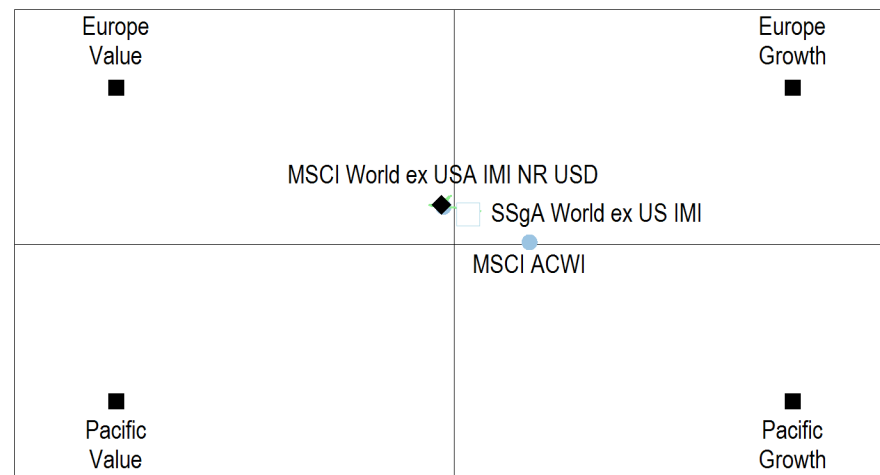 Europe
Value
Europe
Growth
MSCI World ex USA IMI NR USD
SSgA World ex US IMI
MSCI ACWI
Pacific
Value
Pacific
Growth